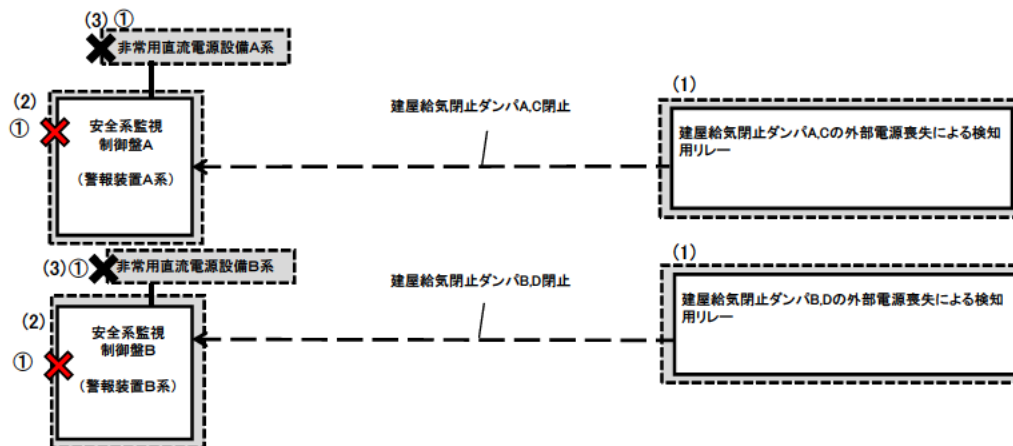 (3) ①
非常用直流電源設備A系
(2)
①
安全系監視
制御盤A
(警報装置A系)
建屋給気閉止ダンパA,C閉止
(1)
建屋給気閉止ダンパA,Cの外部電源喪失による検知
用リレー
(3)①
非常用直流電源設備B系
(2)
①
安全系監視
制御盤B
(警報装置B系)
建屋給気閉止ダンパB,D閉止
(1)
建屋給気閉止ダンパB,Dの外部電源喪失による検知
用リレー